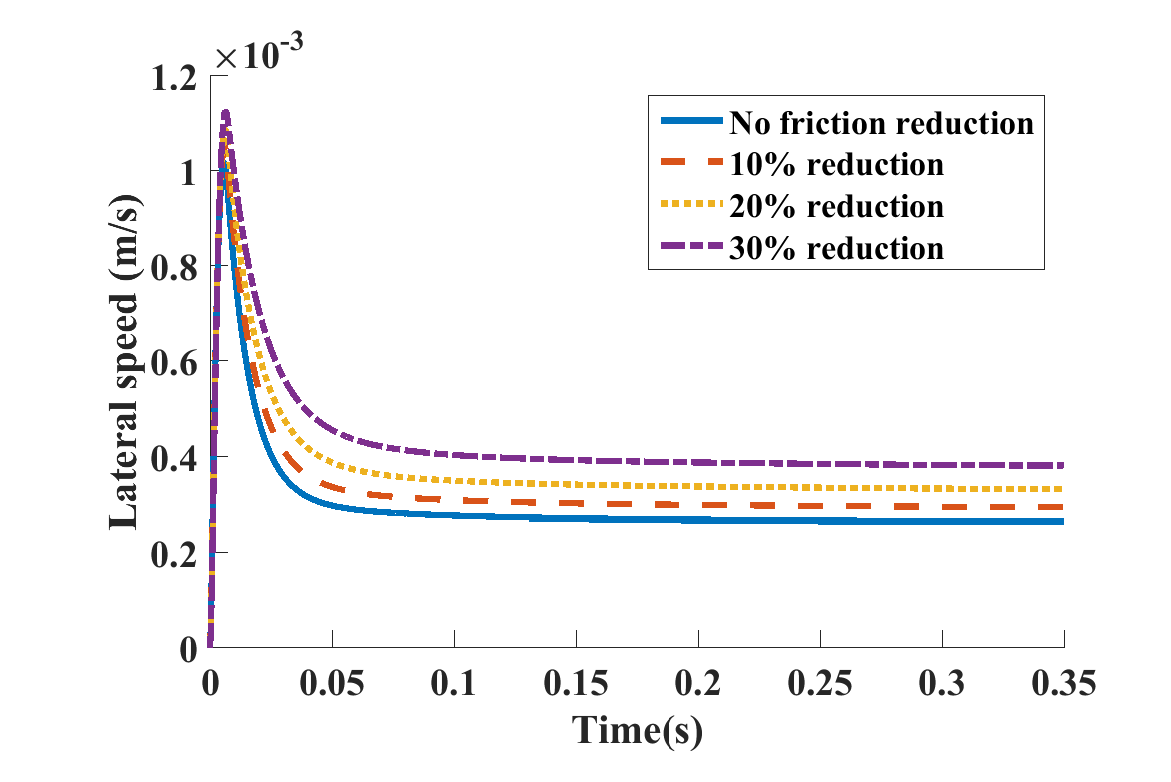 ×10-3
1.2
1
0.8
0.6
0.4
0.2
0
Lateral speed (m/s)
No friction reduction
10% reduction
20% reduction
30% reduction
0 0.05 0.1 0.15 0.2 0.25 0.3 0.35
Time(s)